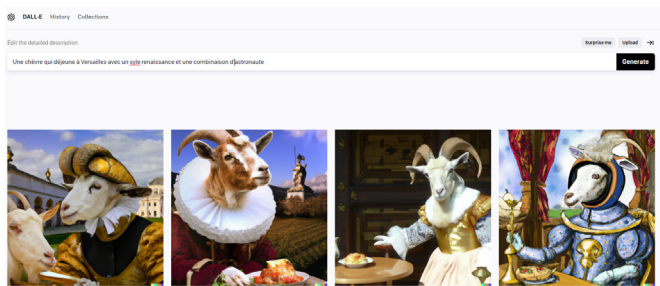 DALL·E History Collections
Edit the detailed description Surprise me Upload
Une chèvre qui déjeune à Versailles avec un syle renaissance et une combinaison d'astronaute Generate